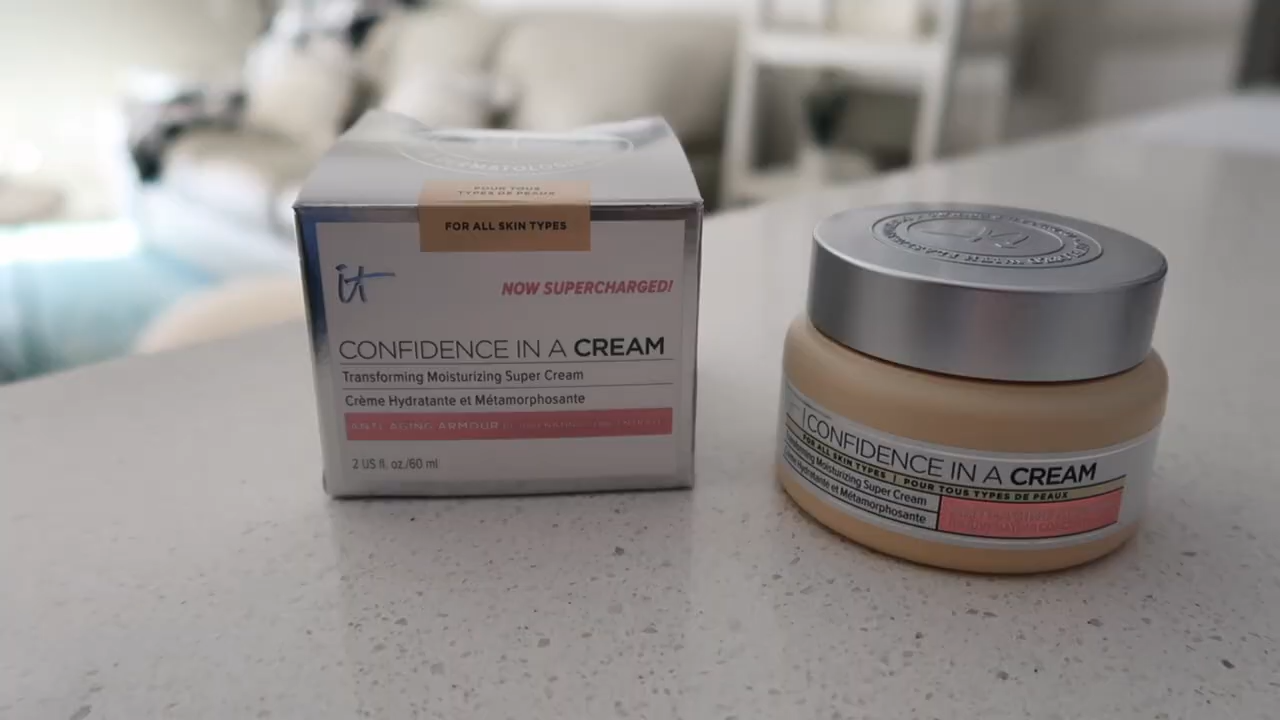 DERMATOLOGIS
POUR TOUS
TYPES DE PEAUX
FOR ALL SKIN TYPES
it
NOW SUPERCHARGED!
CONFIDENCE IN A CREAM
Transforming Moisturizing Super Cream
Crème Hydratante et Métamorphosante
ANTI-AGING ARMOUR
2 US fl. oz./60 ml
CONFIDENCE IN A CREAM
FOR ALL SKIN TYPES | POUR TOUS TYPES DE PEAUX
Transforming Moisturizing Super Cream
Crème Hydratante et Métamorphosante